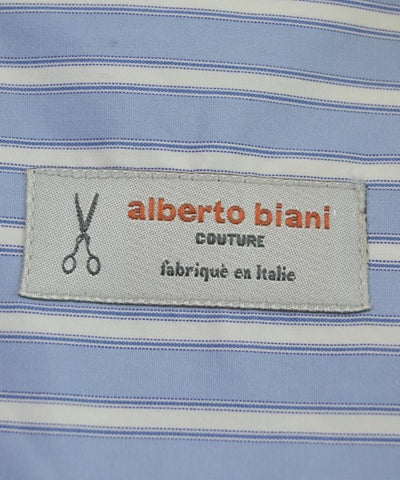 alberto biani
COUTURE
fabriquè en Italie